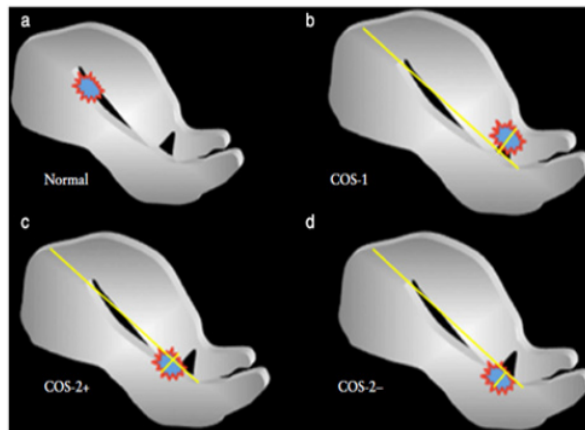 a
Normal
b
COS-1
c
COS-2+
d
COS-2–